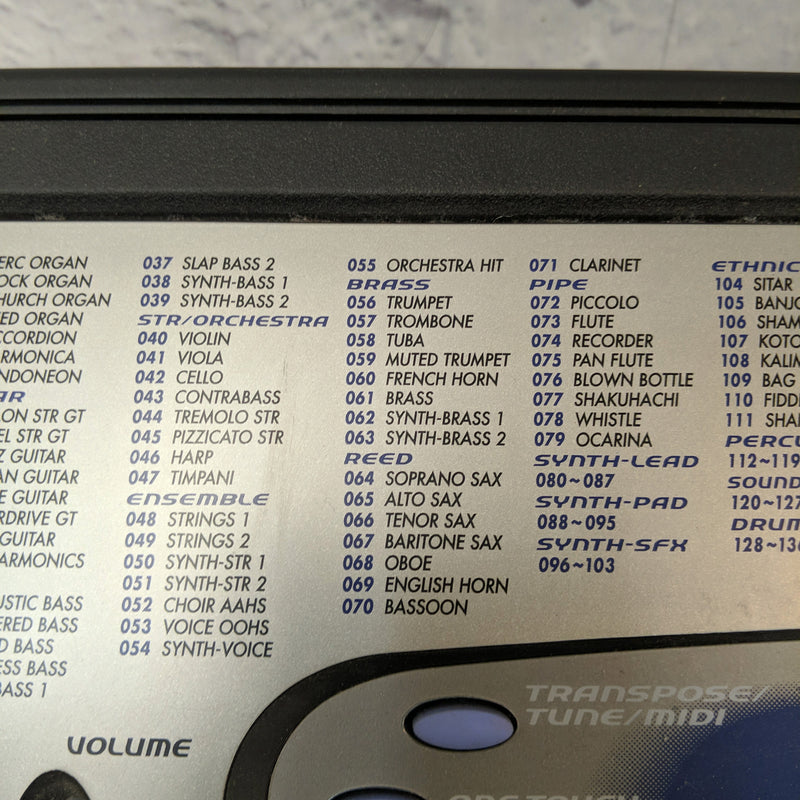 ERC ORGAN
OCK ORGAN
HURCH ORGAN
ED ORGAN
CCORDION
ARMONICA
NDONEON
AR
LON STR GT
EL STR GT
Z GUITAR
AN GUITAR
E GUITAR
RDRIVE GT
GUITAR
ARMONICS
USTIC BASS
ERED BASS
D BASS
ESS BASS
BASS 1
037 SLAP BASS 2
038 SYNTH-BASS 1
039 SYNTH-BASS 2
STR/ORCHESTRA
040 VIOLIN
041 VIOLA
042 CELLO
043 CONTRABASS
044 TREMOLO STR
045 PIZZICATO STR
046 HARP
047 TIMPANI
ENSEMBLE
048 STRINGS 1
049 STRINGS 2
050 SYNTH-STR 1
051 SYNTH-STR 2
052 CHOIR AAHS
053 VOICE OOHS
054 SYNTH-VOICE
055 ORCHESTRA HIT
BRASS
056 TRUMPET
057 TROMBONE
058 TUBA
059 MUTED TRUMPET
060 FRENCH HORN
061 BRASS
062 SYNTH-BRASS 1
063 SYNTH-BRASS 2
REED
064 SOPRANO SAX
065 ALTO SAX
066 TENOR SAX
067 BARITONE SAX
068 OBOE
069 ENGLISH HORN
070 BASSOON
071 CLARINET
PIPE
072 PICCOLO
073 FLUTE
074 RECORDER
075 PAN FLUTE
076 BLOWN BOTTLE
077 SHAKUHACHI
078 WHISTLE
079 OCARINA
SYNTH-LEAD
080~087
SYNTH-PAD
088~095
SYNTH-SFX
096~103
ETHNIC
104 SITAR
105 BANJO
106 SHAM
107 KOTO
108 KALIM
109 BAG
110 FIDD
111 SHA
PERCU
112~119
SOUND
120~127
DRUM
128~136
VOLUME
TRANSPOSE/
TUNE/MIDI